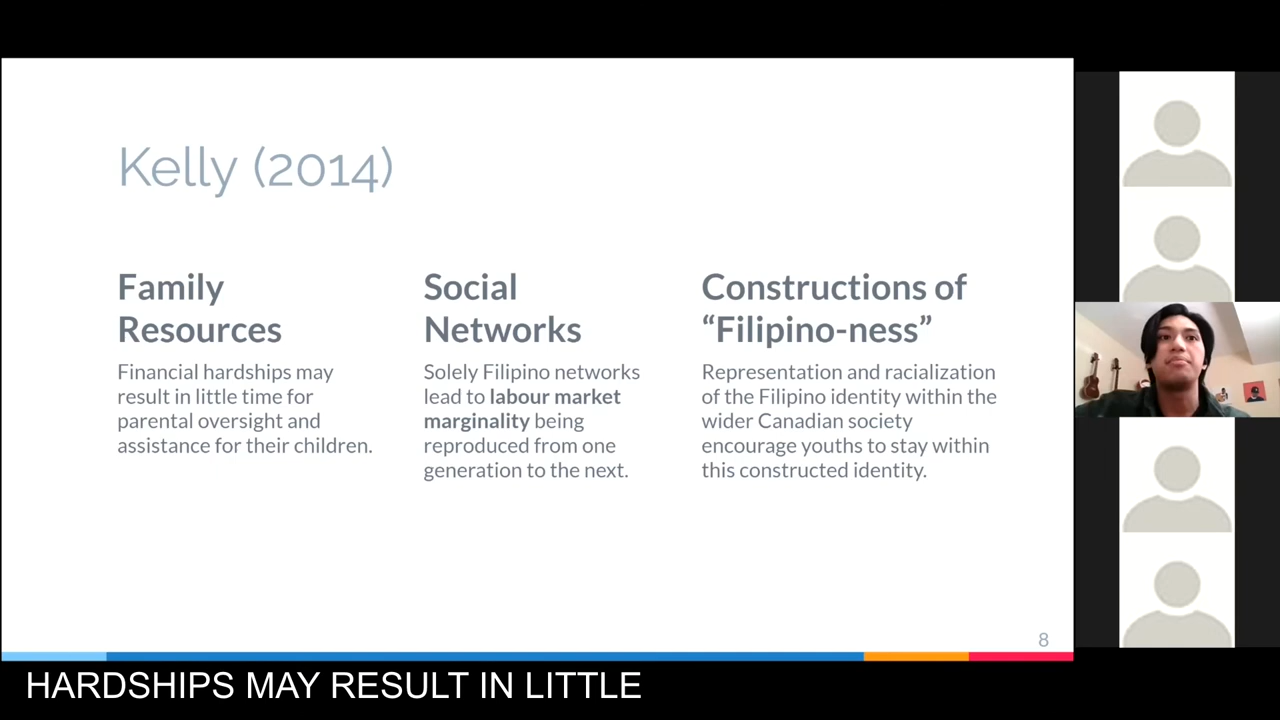 Kelly (2014)
Family
Resources
Financial hardships may
result in little time for
parental oversight and
assistance for their children.
Social
Networks
Solely Filipino networks
lead to labour market
marginality being
reproduced from one
generation to the next.
Constructions of
“Filipino-ness”
Representation and racialization
of the Filipino identity within the
wider Canadian society
encourage youths to stay within
this constructed identity.
8
HARDSHIPS MAY RESULT IN LITTLE